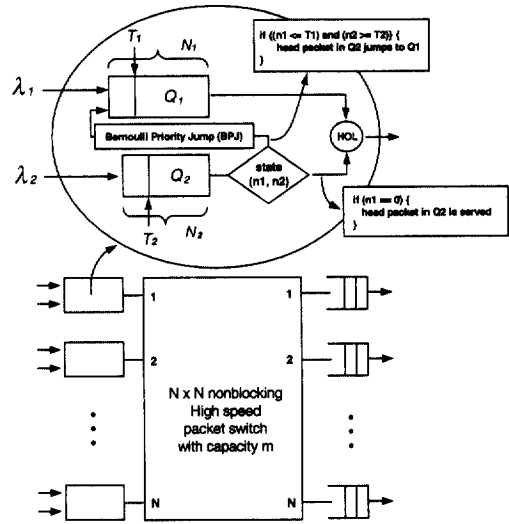 if {(n1 <= T1) and (n2 >= T2)} {
head packet in Q2 jumps to Q1
}
T1
N1
λ1
Q1
Bernoulli Priority Jump (BPJ)
HOL
λ2
Q2
state
(n1, n2)
T2
N2
if (n1 == 0) {
head packet in Q2 is served
}
1
1
2
2
N x N nonblocking
High speed
packet switch
with capacity m
N
N